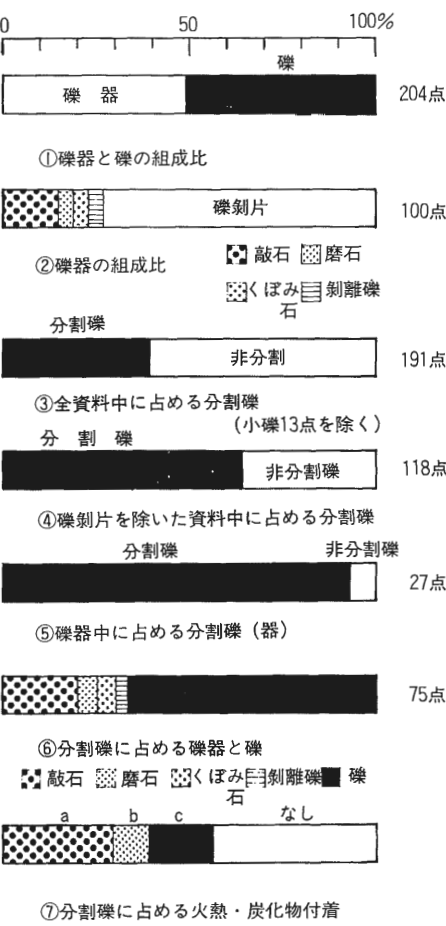 0 50 100%
礫
礫 器 204点
①礫器と礫の組成比
礫剝片 100点
②礫器の組成比
敲石 磨石
くぼみ石 剝離礫
分割礫
非分割 191点
③全資料中に占める分割礫
(小礫13点を除く)
分 割 礫
非分割礫 118点
④礫剝片を除いた資料中に占める分割礫
分割礫 非分割礫
27点
⑤礫器中に占める分割礫(器)
75点
⑥分割礫に占める礫器と礫
敲石 磨石 くぼみ石 剝離礫 礫
a b c なし
⑦分割礫に占める火熱・炭化物付着